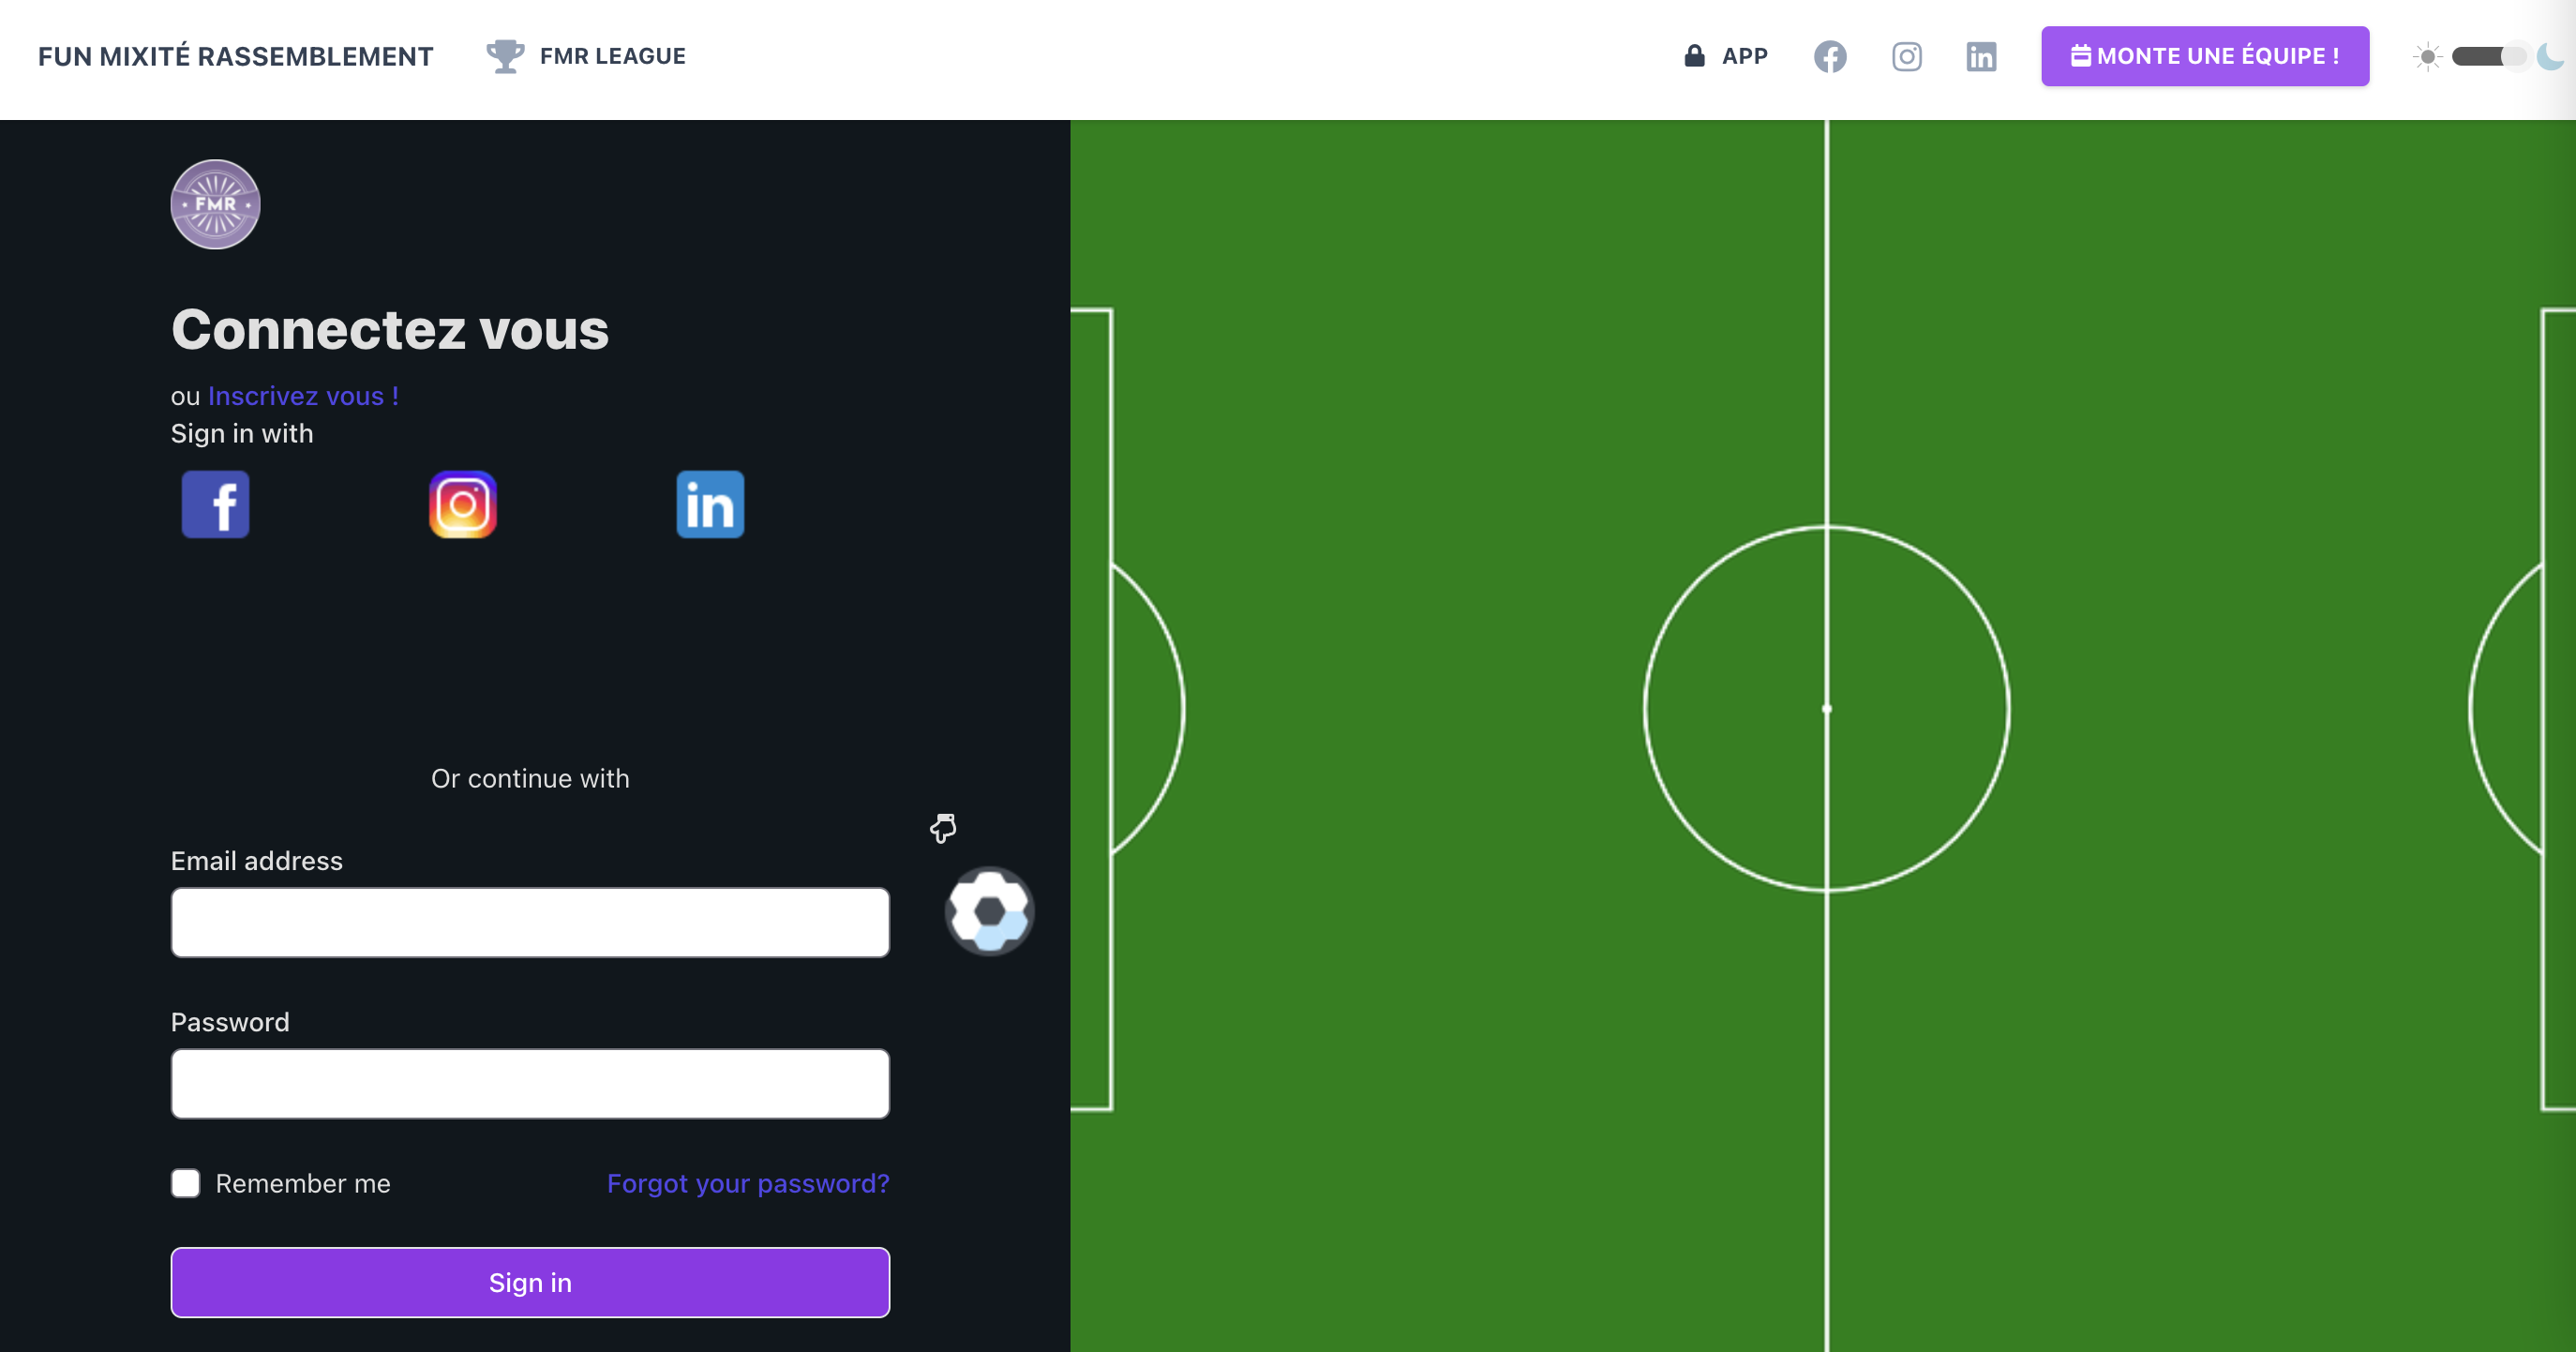 FUN MIXITÉ RASSEMBLEMENT
FMR LEAGUE
APP
MONTE UNE ÉQUIPE !
FMR
Connectez vous
ou Inscrivez vous !
Sign in with
Or continue with
Email address
Password
Remember me
Forgot your password?
Sign in